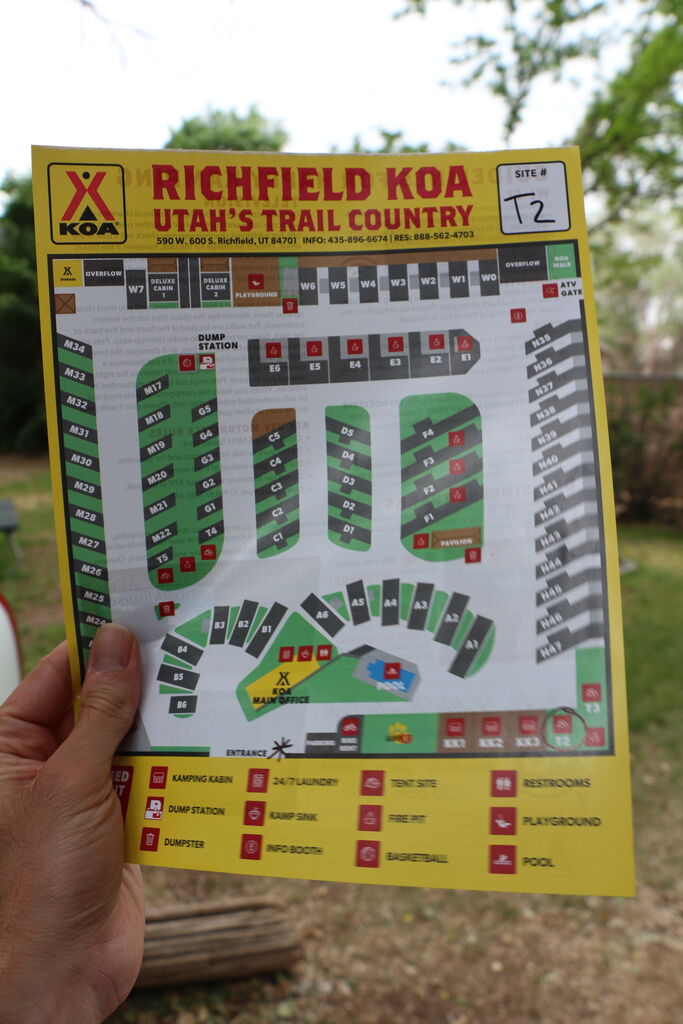 KOA
RICHFIELD KOA
UTAH'S TRAIL COUNTRY
590 W. 600 S. Richfield, UT 84701 INFO: 435-896-6674 | RES: 888-562-4703
SITE #
T2
STORAGE
OVERFLOW
W7
DELUXE CABIN 1
DELUXE CABIN 2
PLAYGROUND
W6
W5
W4
W3
W2
W1
W0
OVERFLOW
DOG WALK
ATV GATE
DUMP STATION
E6
E5
E4
E3
E2
E1
M34
M33
M32
M31
M30
M29
M28
M27
M26
M25
M24
M17
M18
M19
M20
M21
M22
T5
G5
G4
G3
G2
G1
T4
C5
C4
C3
C2
C1
D5
D4
D3
D2
D1
F4
F3
F2
F1
PAVILION
N35
N36
N37
N38
N39
N40
N41
N42
N43
N44
N45
N46
N47
B6
B5
B4
B3
B2
B1
A6
A5
A4
A3
A2
A1
KOA
MAIN OFFICE
POOL
ENTRANCE
PARKING
BIKE RENT
KK1
KK2
KK3
T2
T3
KAMPING KABIN
DUMP STATION
DUMPSTER
24/7 LAUNDRY
KAMP SINK
INFO BOOTH
TENT SITE
FIRE PIT
BASKETBALL
RESTROOMS
PLAYGROUND
POOL